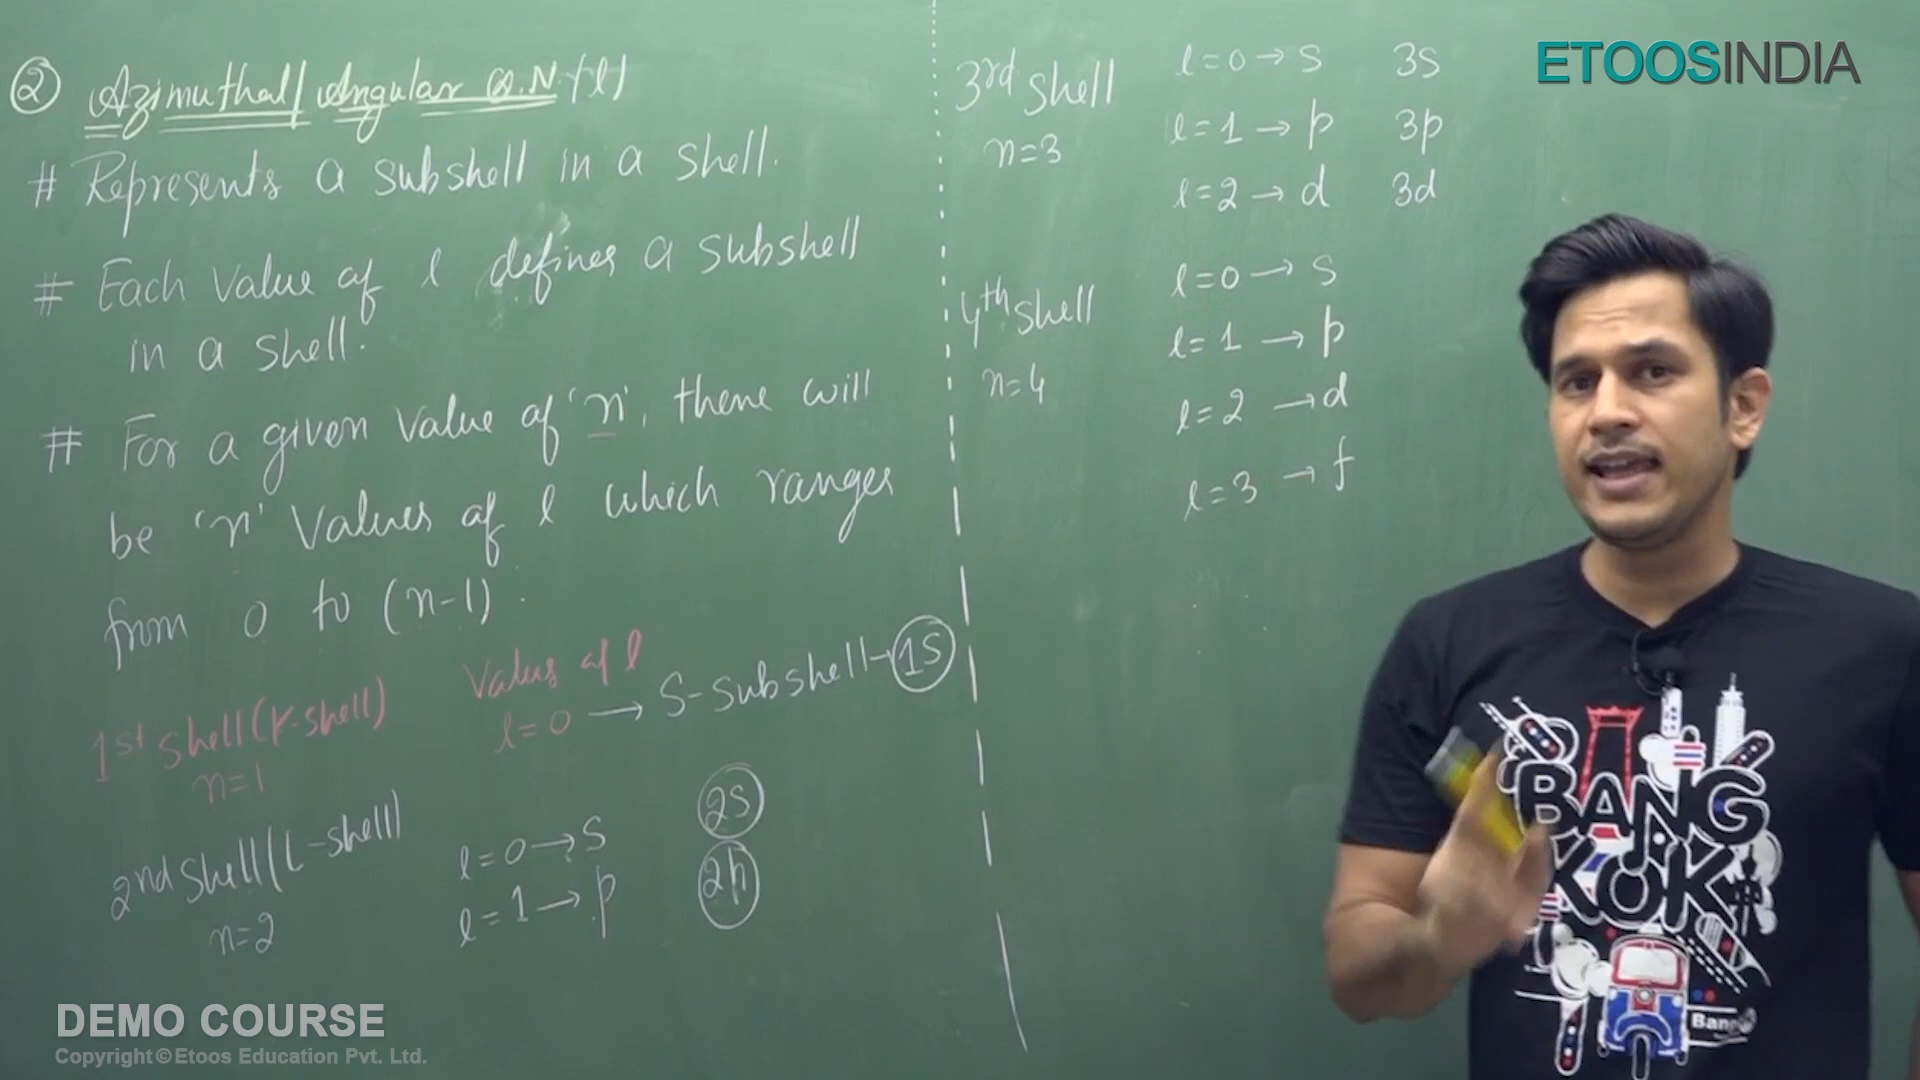 ② Azimuthal/Angular Q.N. (l)
# Represents a subshell in a shell.
# Each value of l defines a subshell
in a shell.
# For a given value of 'n', there will
be 'n' values of l which ranges
from 0 to (n-1).
1st shell (K-shell)
n=1
Values of l
l=0 → S-subshell → 1S
2nd shell (L-shell)
n=2
l=0 → S 2S
l=1 → p 2p
3rd shell
n=3
l=0 → S 3S
l=1 → p 3p
l=2 → d 3d
4th shell
n=4
l=0 → S
l=1 → p
l=2 → d
l=3 → f
ETOOSINDIA
BANG
KOK
DEMO COURSE
Copyright © Etoos Education Pvt. Ltd.